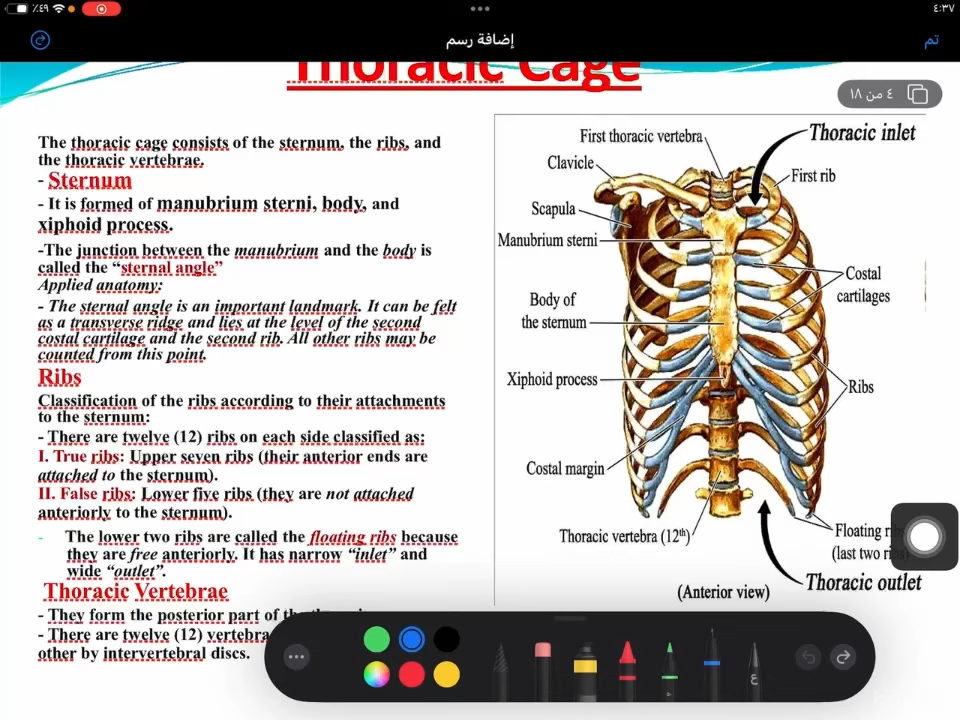 ٪٤٩
٤:٣٧
إضافة رسم
تم
Thoracic Cage
٤ من ١٨
The thoracic cage consists of the sternum, the ribs, and
the thoracic vertebrae.
- Sternum
- It is formed of manubrium sterni, body, and
xiphoid process.
-The junction between the manubrium and the body is
called the “sternal angle”
Applied anatomy:
- The sternal angle is an important landmark. It can be felt
as a transverse ridge and lies at the level of the second
costal cartilage and the second rib. All other ribs may be
counted from this point.
Ribs
Classification of the ribs according to their attachments
to the sternum:
- There are twelve (12) ribs on each side classified as:
I. True ribs: Upper seven ribs (their anterior ends are
attached to the sternum).
II. False ribs: Lower five ribs (they are not attached
anteriorly to the sternum).
- The lower two ribs are called the floating ribs because
they are free anteriorly. It has narrow “inlet” and
wide “outlet”.
Thoracic Vertebrae
- They form the posterior part of
- There are twelve (12) vertebra
other by intervertebral discs.
First thoracic vertebra
Thoracic inlet
Clavicle
First rib
Scapula
Manubrium sterni
Costal
cartilages
Body of
the sternum
Xiphoid process
Ribs
Costal margin
Thoracic vertebra (12th)
Floating
(last two
Thoracic outlet
(Anterior view)
ع